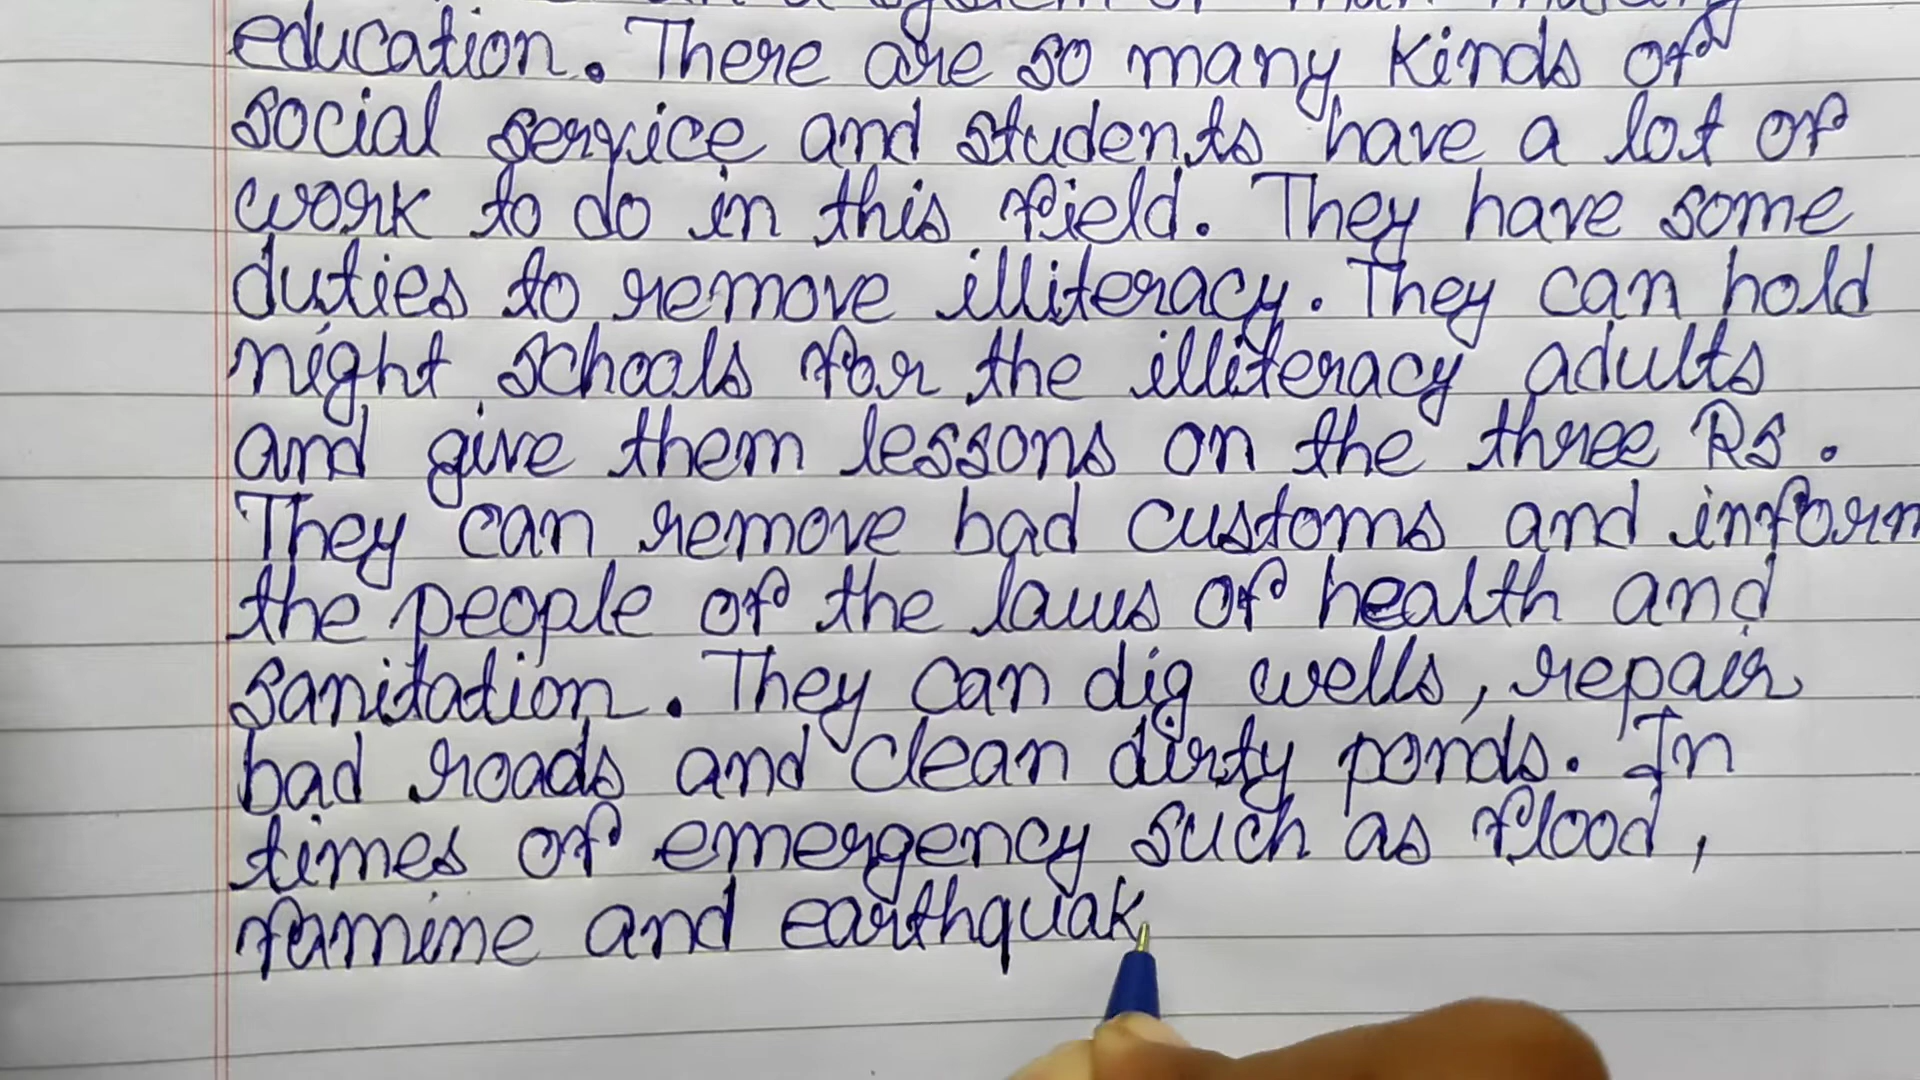 education. There are so many kinds of
social service and students have a lot of
work to do in this field. They have some
duties to remove illiteracy. They can hold
night schools for the illiteracy adults
and give them lessons on the three Rs.
They can remove bad customs and inform
the people of the laws of health and
sanitation. They can dig wells, repair
bad roads and clean dirty ponds. In
times of emergency such as flood,
famine and earthquak